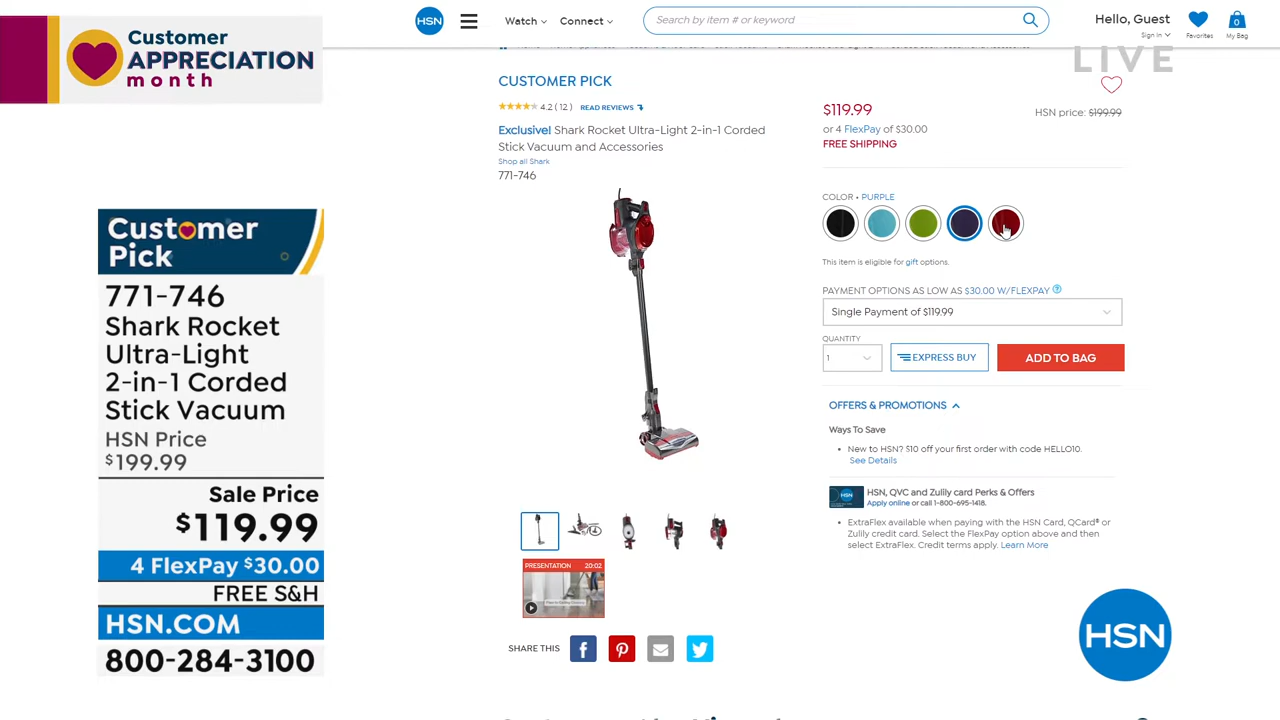 Customer
APPRECIATION
month
HSN
Watch
Connect
Search by item # or keyword
Hello, Guest
Sign in
Favorites
0
My Bag
LIVE
CUSTOMER PICK
4.2 ( 12 ) READ REVIEWS
Exclusive! Shark Rocket Ultra-Light 2-in-1 Corded
Stick Vacuum and Accessories
Shop all Shark
771-746
$119.99
HSN price: $199.99
or 4 FlexPay of $30.00
FREE SHIPPING
COLOR • PURPLE
This item is eligible for gift options.
PAYMENT OPTIONS AS LOW AS $30.00 W/FLEXPAY ?
Single Payment of $119.99
QUANTITY
1
EXPRESS BUY
ADD TO BAG
OFFERS & PROMOTIONS
Ways To Save
• New to HSN? $10 off your first order with code HELLO10.
See Details
HSN, QVC and Zulily card Perks & Offers
Apply online or call 1-800-695-1418.
• ExtraFlex available when paying with the HSN Card, QCard® or
Zulily credit card. Select the FlexPay option above and then
select ExtraFlex. Credit terms apply. Learn More
PRESENTATION 20:02
SHARE THIS
Customer
Pick
771-746
Shark Rocket
Ultra-Light
2-in-1 Corded
Stick Vacuum
HSN Price
$199.99
Sale Price
$119.99
4 FlexPay $30.00
FREE S&H
HSN.COM
800-284-3100
HSN